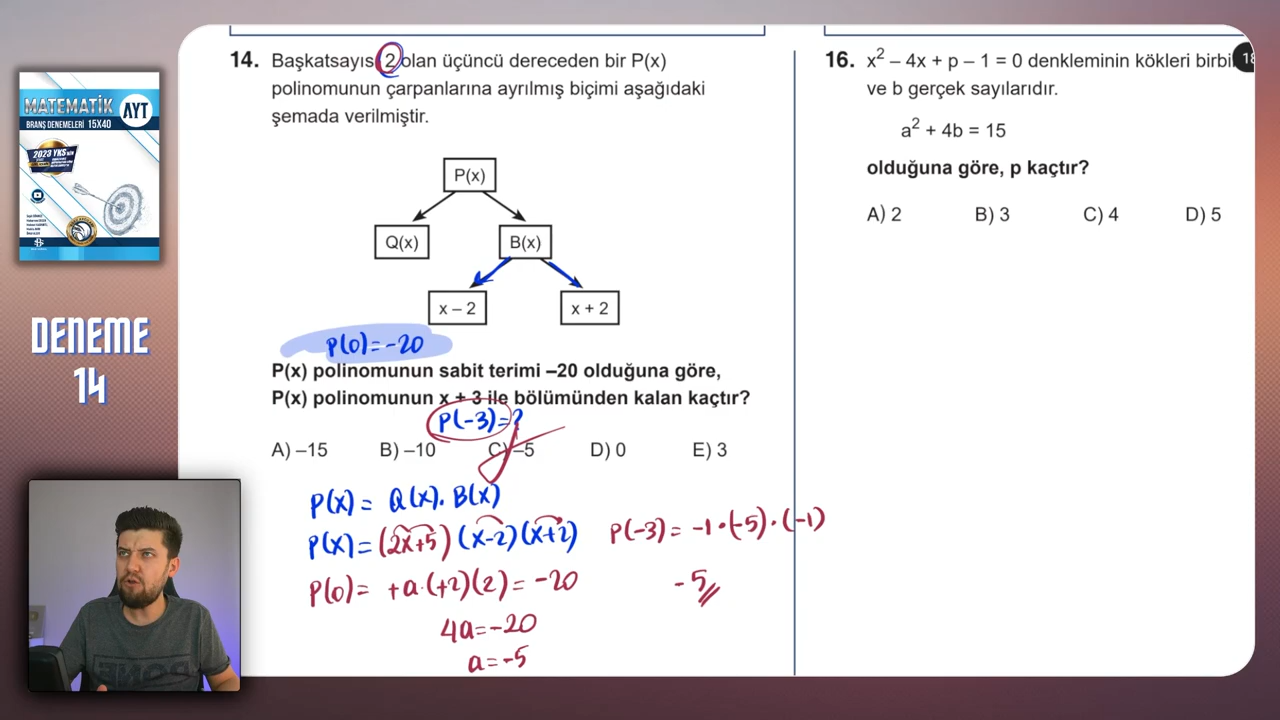 MATEMATİK AYT
BRANŞ DENEMELERİ 15X40
2023 YKS'NİN
DENEME
14
14. Başkatsayısı 2 olan üçüncü dereceden bir P(x)
polinomunun çarpanlarına ayrılmış biçimi aşağıdaki
şemada verilmiştir.
P(x)
Q(x) B(x)
x – 2 x + 2
P(0) = -20
P(x) polinomunun sabit terimi –20 olduğuna göre,
P(x) polinomunun x + 3 ile bölümünden kalan kaçtır?
P(-3) = ?
A) –15 B) –10 C) –5 D) 0 E) 3
P(x) = Q(x). B(x)
P(x) = (2x+5) (x-2)(x+2)
P(0) = +a.(+2)(2) = -20
4a = -20
a = -5
P(-3) = -1 . (-5) . (-1)
-5
16. x² – 4x + p – 1 = 0 denkleminin kökleri
18
ve b gerçek sayılarıdır.
a² + 4b = 15
olduğuna göre, p kaçtır?
A) 2 B) 3 C) 4 D) 5